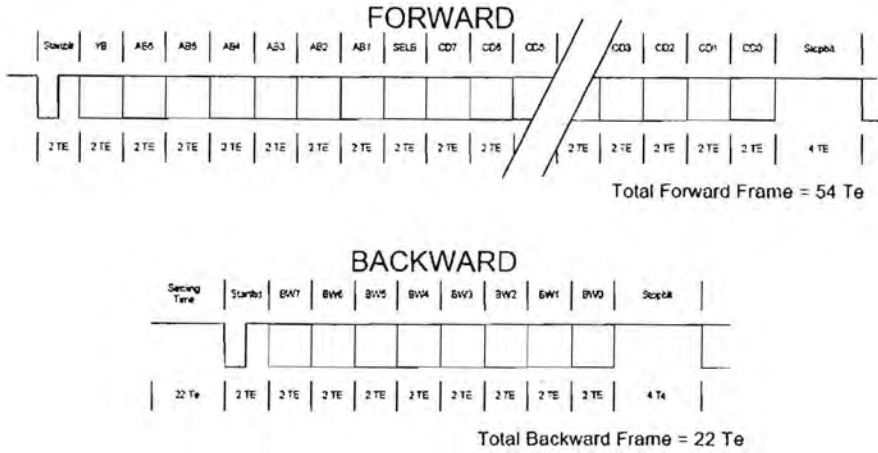 FORWARD
Startbit YB AB6 AB5 AB4 AB3 AB2 AB1 SELB CD7 CD6 CD5 CD3 CD2 CD1 CD0 Stopbit
2 TE 2 TE 2 TE 2 TE 2 TE 2 TE 2 TE 2 TE 2 TE 2 TE 2 TE 2 TE 2 TE 2 TE 2 TE 2 TE 4 TE
Total Forward Frame = 54 Te
BACKWARD
Settling Time Startbit BW7 BW6 BW5 BW4 BW3 BW2 BW1 BW0 Stopbit
22 Te 2 TE 2 TE 2 TE 2 TE 2 TE 2 TE 2 TE 2 TE 2 TE 4 Te
Total Backward Frame = 22 Te